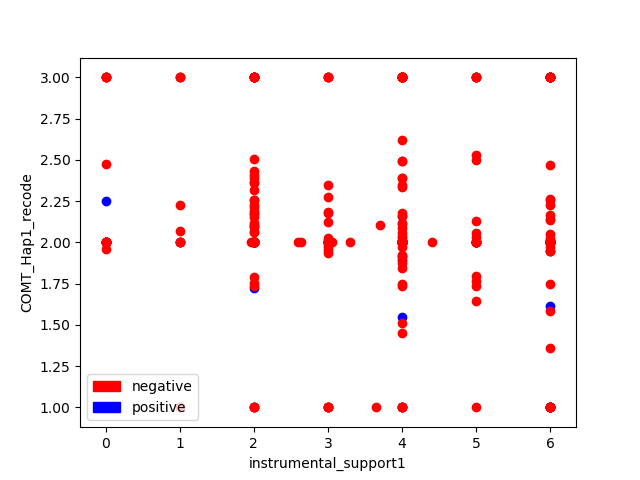 3.00
2.75
2.50
2.25
2.00
1.75
1.50
1.25
1.00
COMT_Hap1_recode
negative
positive
0 1 2 3 4 5 6
instrumental_support1